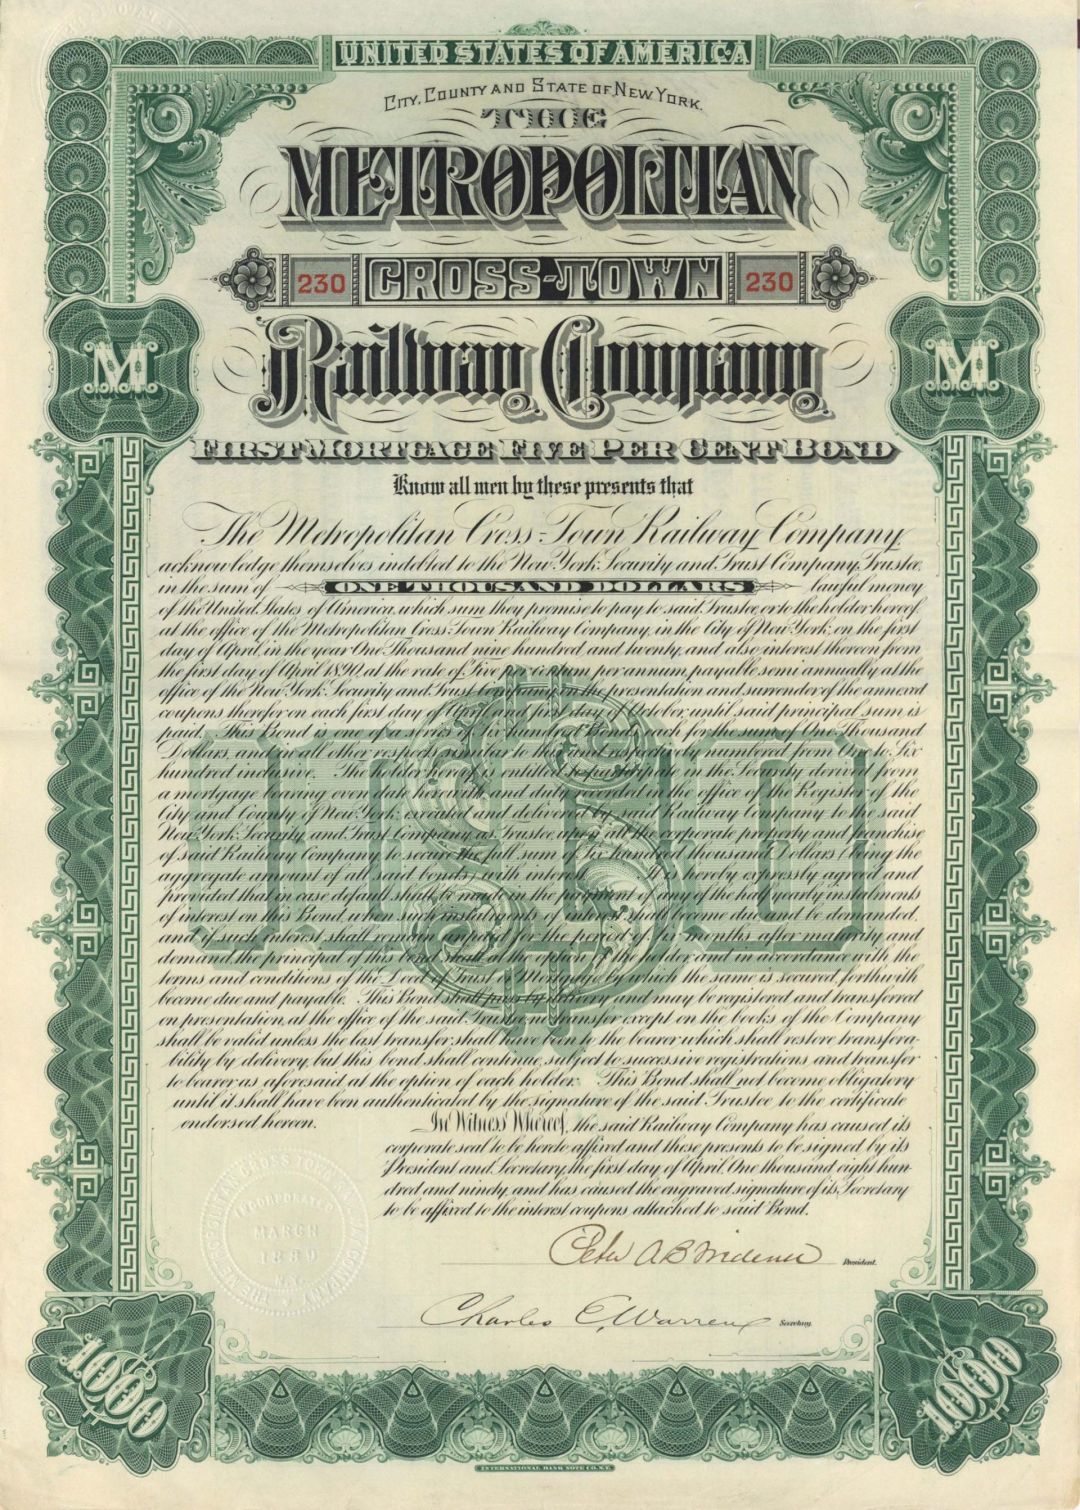 UNITED STATES OF AMERICA
CITY, COUNTY AND STATE OF NEW YORK.
THE
METROPOLITAN
230 CROSS-TOWN 230
Railway Company
M M
FIRST MORTGAGE FIVE PER CENT BOND
Know all men by these presents that
The Metropolitan Cross-Town Railway Company,
acknowledge themselves indebted to the New York Security and Trust Company, Trustee,
in the sum of ONE THOUSAND DOLLARS lawful money
of the United States of America, which sum they promise to pay to said Trustee, or to the holder hereof,
at the office of the Metropolitan Cross-Town Railway Company, in the City of New York, on the first
day of April, in the year One Thousand nine hundred and twenty, and also interest thereon from
the first day of April 1890, at the rate of Five per centum per annum, payable semi annually at the
office of the New York Security and Trust Company on the presentation and surrender of the annexed
coupons therefor on each first day of April and first day of October, until said principal sum is
paid. This Bond is one of a series of Six hundred Bonds, each for the sum of One Thousand
Dollars, and in all other respects similar to this and respectively numbered from One to Six
hundred inclusive. The holder hereof is entitled to participate in the Security derived from
a mortgage bearing even date herewith and duly recorded in the office of the Register of the
City and County of New York, executed and delivered by said Railway Company to the said
New York Security and Trust Company, as Trustee, upon all the corporate property and franchise
of said Railway Company to secure the full sum of Six hundred thousand Dollars (being the
aggregate amount of all said bonds) with interest. It is hereby expressly agreed and
provided that in case default shall be made in the payment of any of the half yearly instalments
of interest on this Bond, when such instalments of interest shall become due and be demanded,
and if such interest shall remain unpaid for the period of six months after maturity and
demand, the principal of this bond shall at the option of the holder, and in accordance with the
terms and conditions of the Deed of Trust or Mortgage, by which the same is secured, forthwith
become due and payable. This Bond shall pass by delivery and may be registered and transferred
on presentation, at the office of the said Trustee, no transfer except on the books of the Company
shall be valid unless the last transfer shall have been to the bearer which shall restore transfera-
bility by delivery, but this bond shall continue, subject to successive registrations and transfer
to bearer as aforesaid at the option of each holder. This Bond shall not become obligatory
until it shall have been authenticated by the signature of the said Trustee to the certificate
endorsed hereon. In Witness Whereof, the said Railway Company has caused its
corporate seal to be hereto affixed and these presents to be signed by its
President and Secretary, the first day of April, One thousand eight hun-
dred and ninety, and has caused the engraved signature of its Secretary
to be affixed to the interest coupons attached to said Bond.
THE METROPOLITAN CROSS TOWN RAILWAY COMPANY
INCORPORATED
MARCH
1889
N.Y.
Peter A B Widener President.
Charles E. Warren Secretary.
1000 1000
INTERNATIONAL BANK NOTE CO. N.Y.